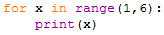 for x in range(1,6):
    print(x)